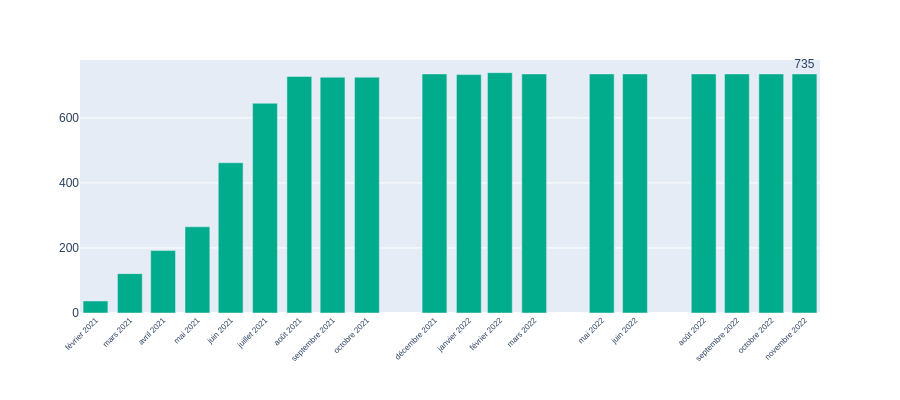 735
600
400
200
0
février 2021
mars 2021
avril 2021
mai 2021
juin 2021
juillet 2021
août 2021
septembre 2021
octobre 2021
décembre 2021
janvier 2022
février 2022
mars 2022
mai 2022
juin 2022
août 2022
septembre 2022
octobre 2022
novembre 2022